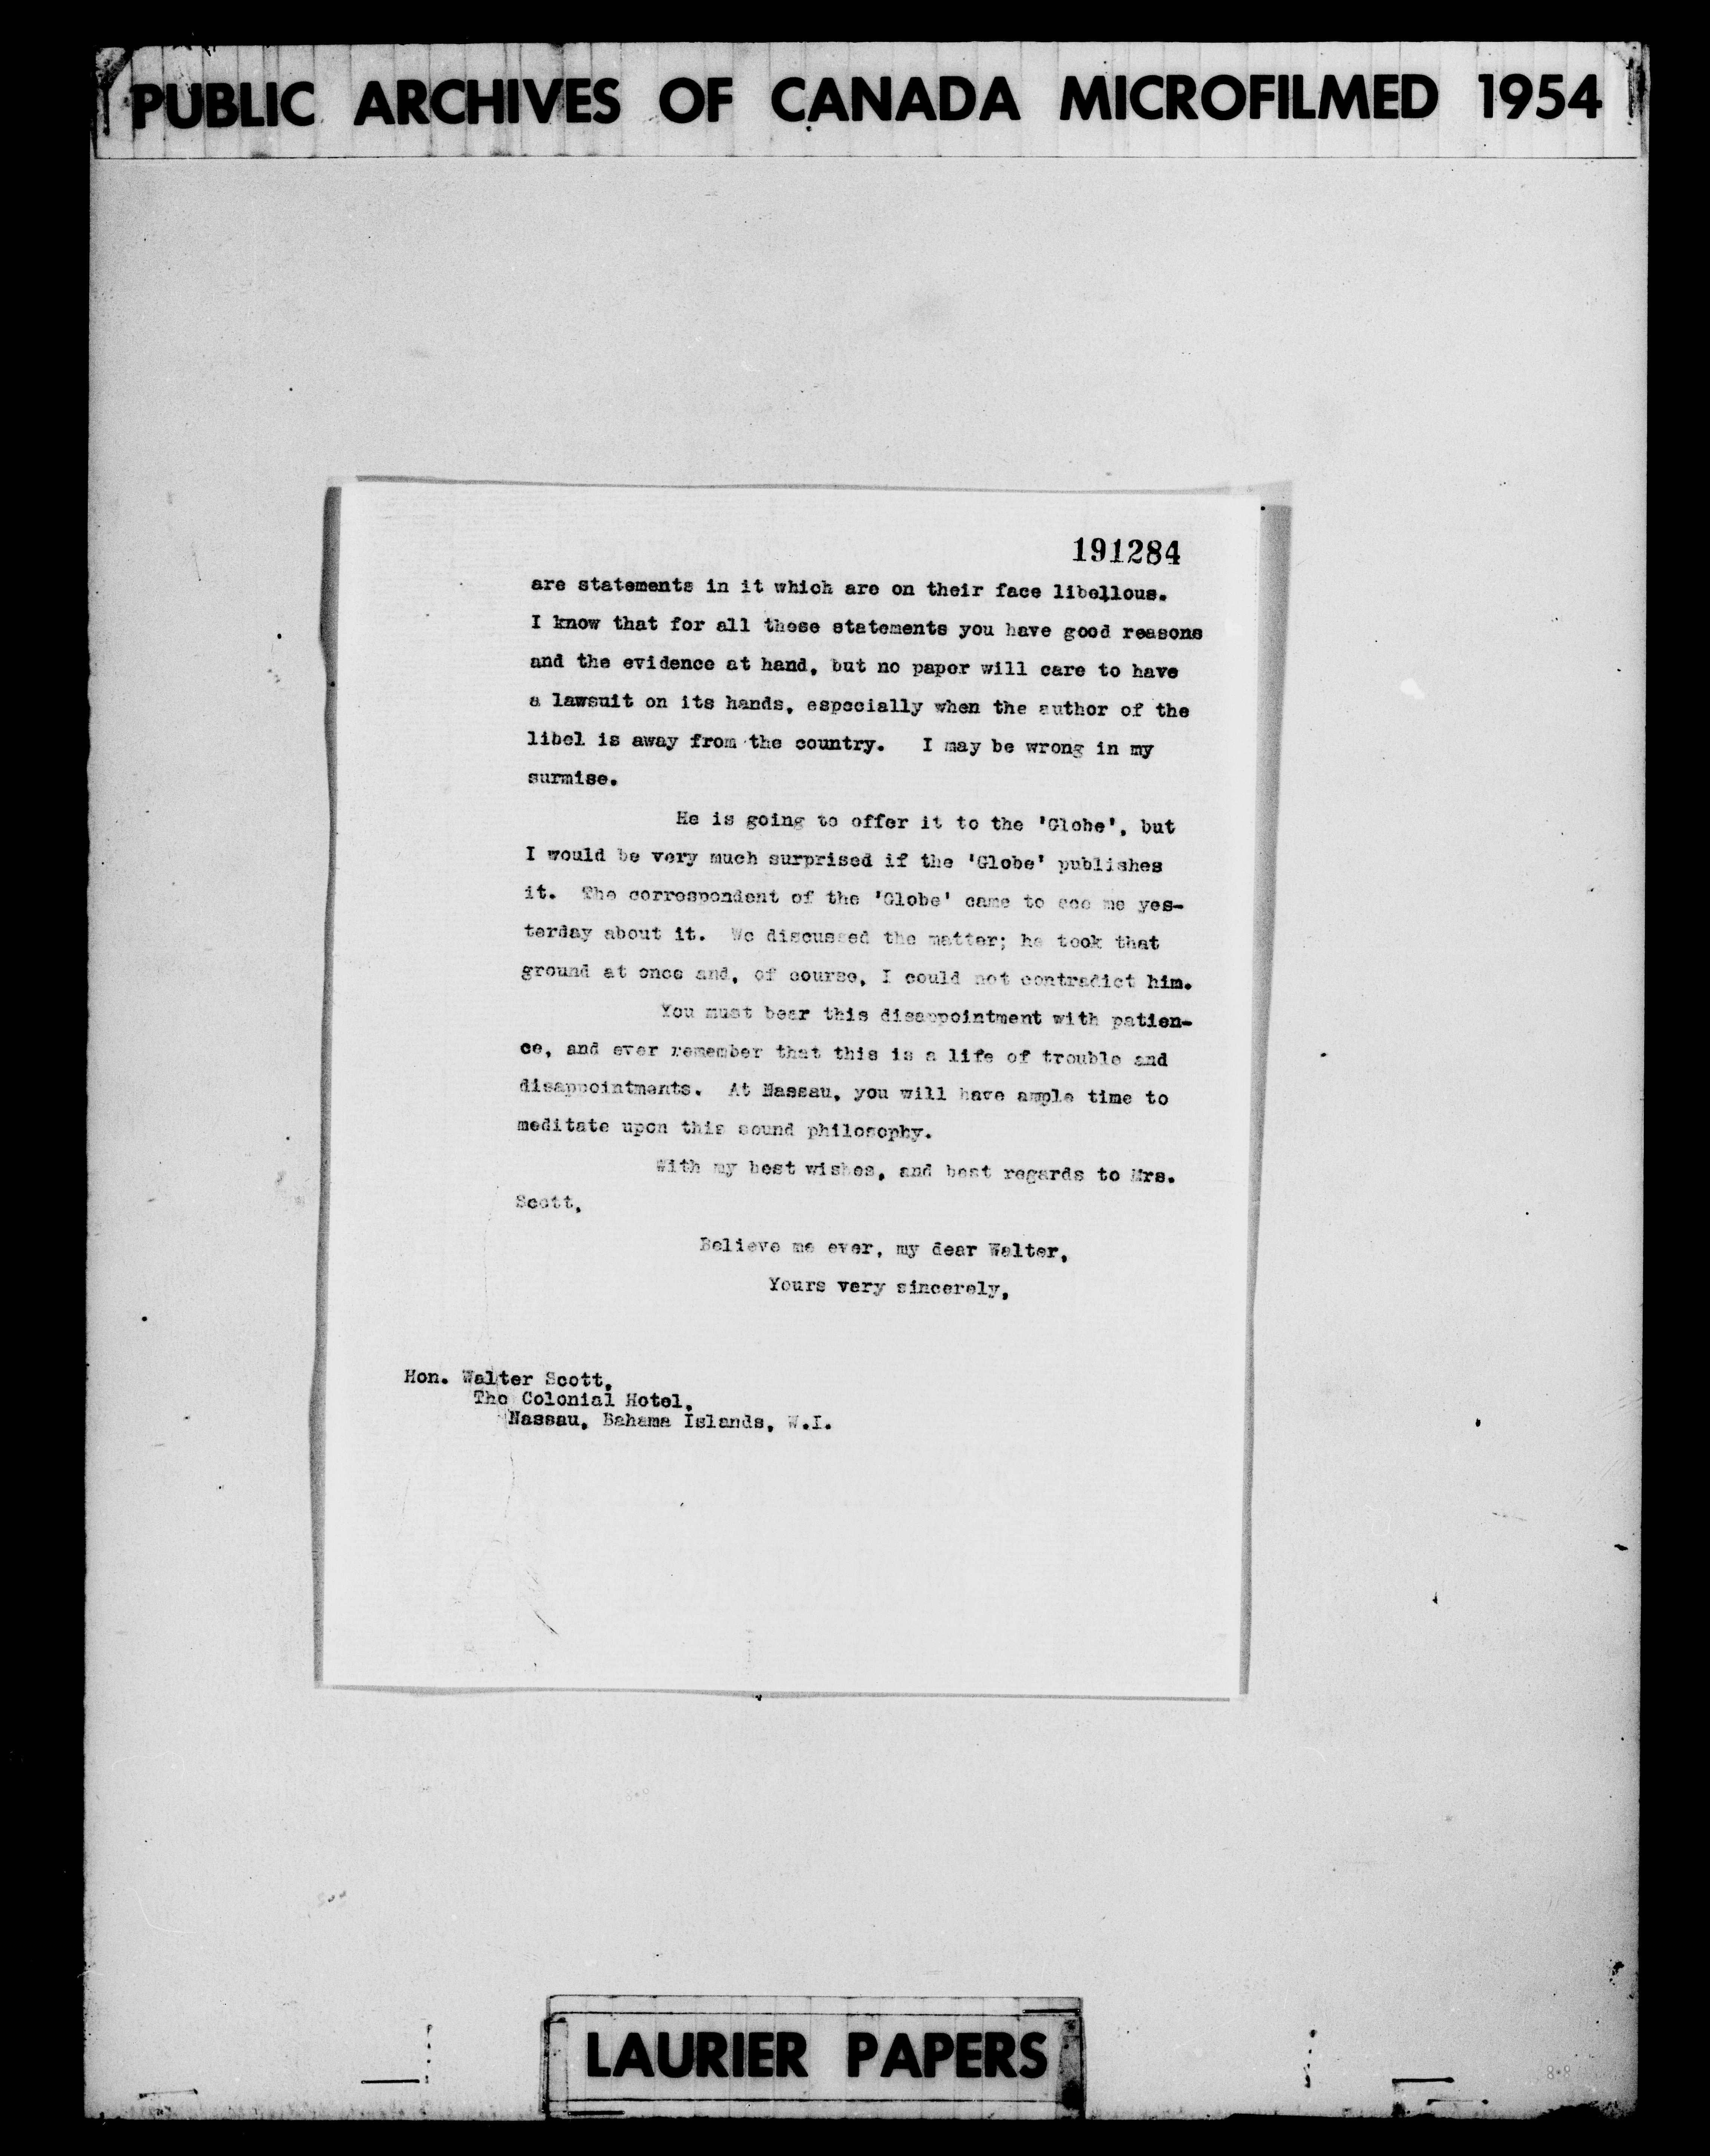 PUBLIC ARCHIVES OF CANADA MICROFILMED 1954
191284
are statements in it which are on their face libellous.
I know that for all these statements you have good reasons
and the evidence at hand, but no paper will care to have
a lawsuit on its hands, especially when the author of the
libel is away from the country. I may be wrong in my
surmise.
He is going to offer it to the 'Globe', but
I would be very much surprised if the 'Globe' publishes
it. The correspondent of the 'Globe' came to see me yes-
terday about it. We discussed the matter; he took that
ground at once and, of course, I could not contradict him.
You must bear this disappointment with patien-
ce, and ever remember that this is a life of trouble and
disappointments. At Nassau, you will have ample time to
meditate upon this sound philosophy.
With my best wishes, and best regards to Mrs.
Scott,
Believe me ever, my dear Walter,
Yours very sincerely,
Hon. Walter Scott,
The Colonial Hotel,
Nassau, Bahama Islands, W.I.
LAURIER PAPERS